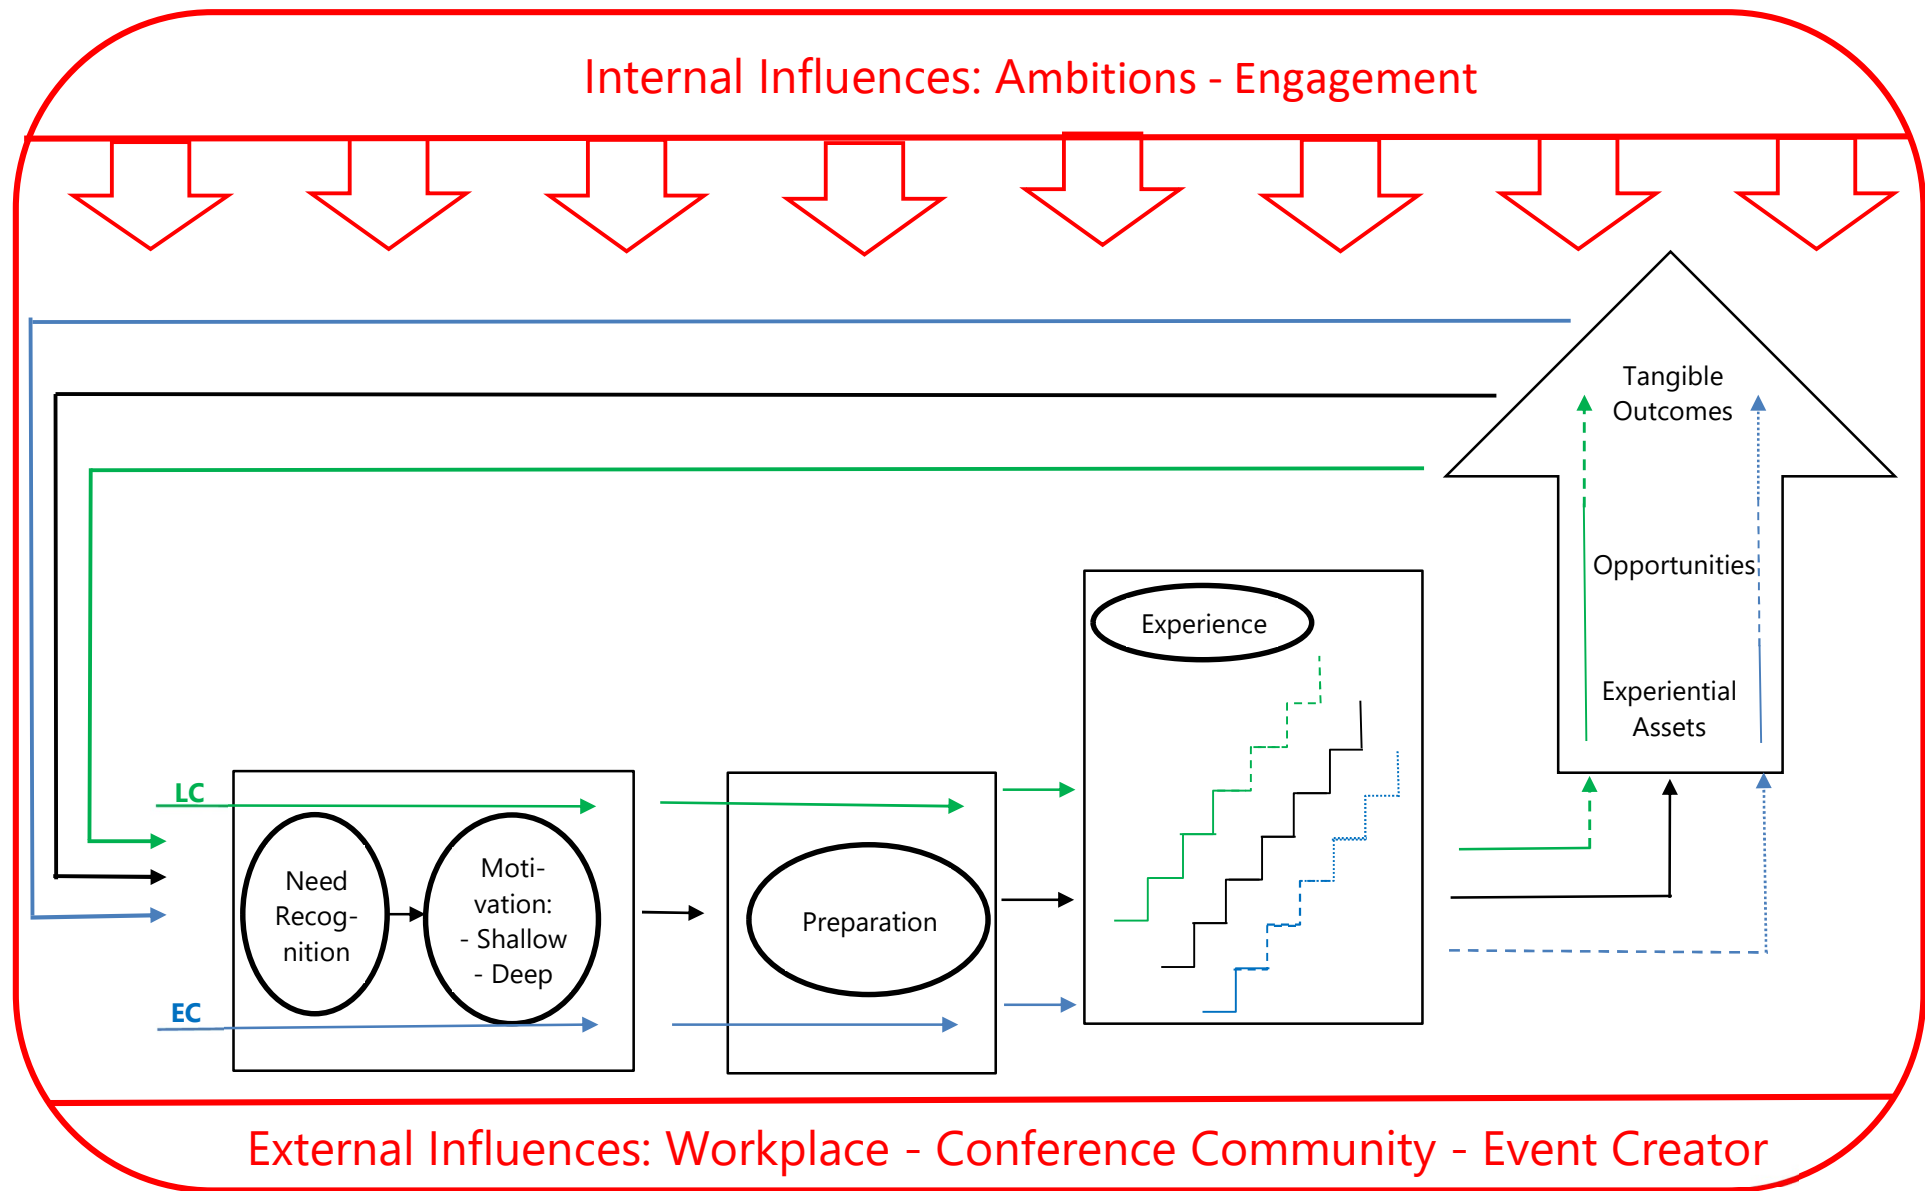 Internal Influences: Ambitions - Engagement
Tangible
Outcomes
Opportunities
Experiential
Assets
Experience
LC
Need
Recog-
nition
Moti-
vation:
- Shallow
- Deep
Preparation
EC
External Influences: Workplace - Conference Community - Event Creator